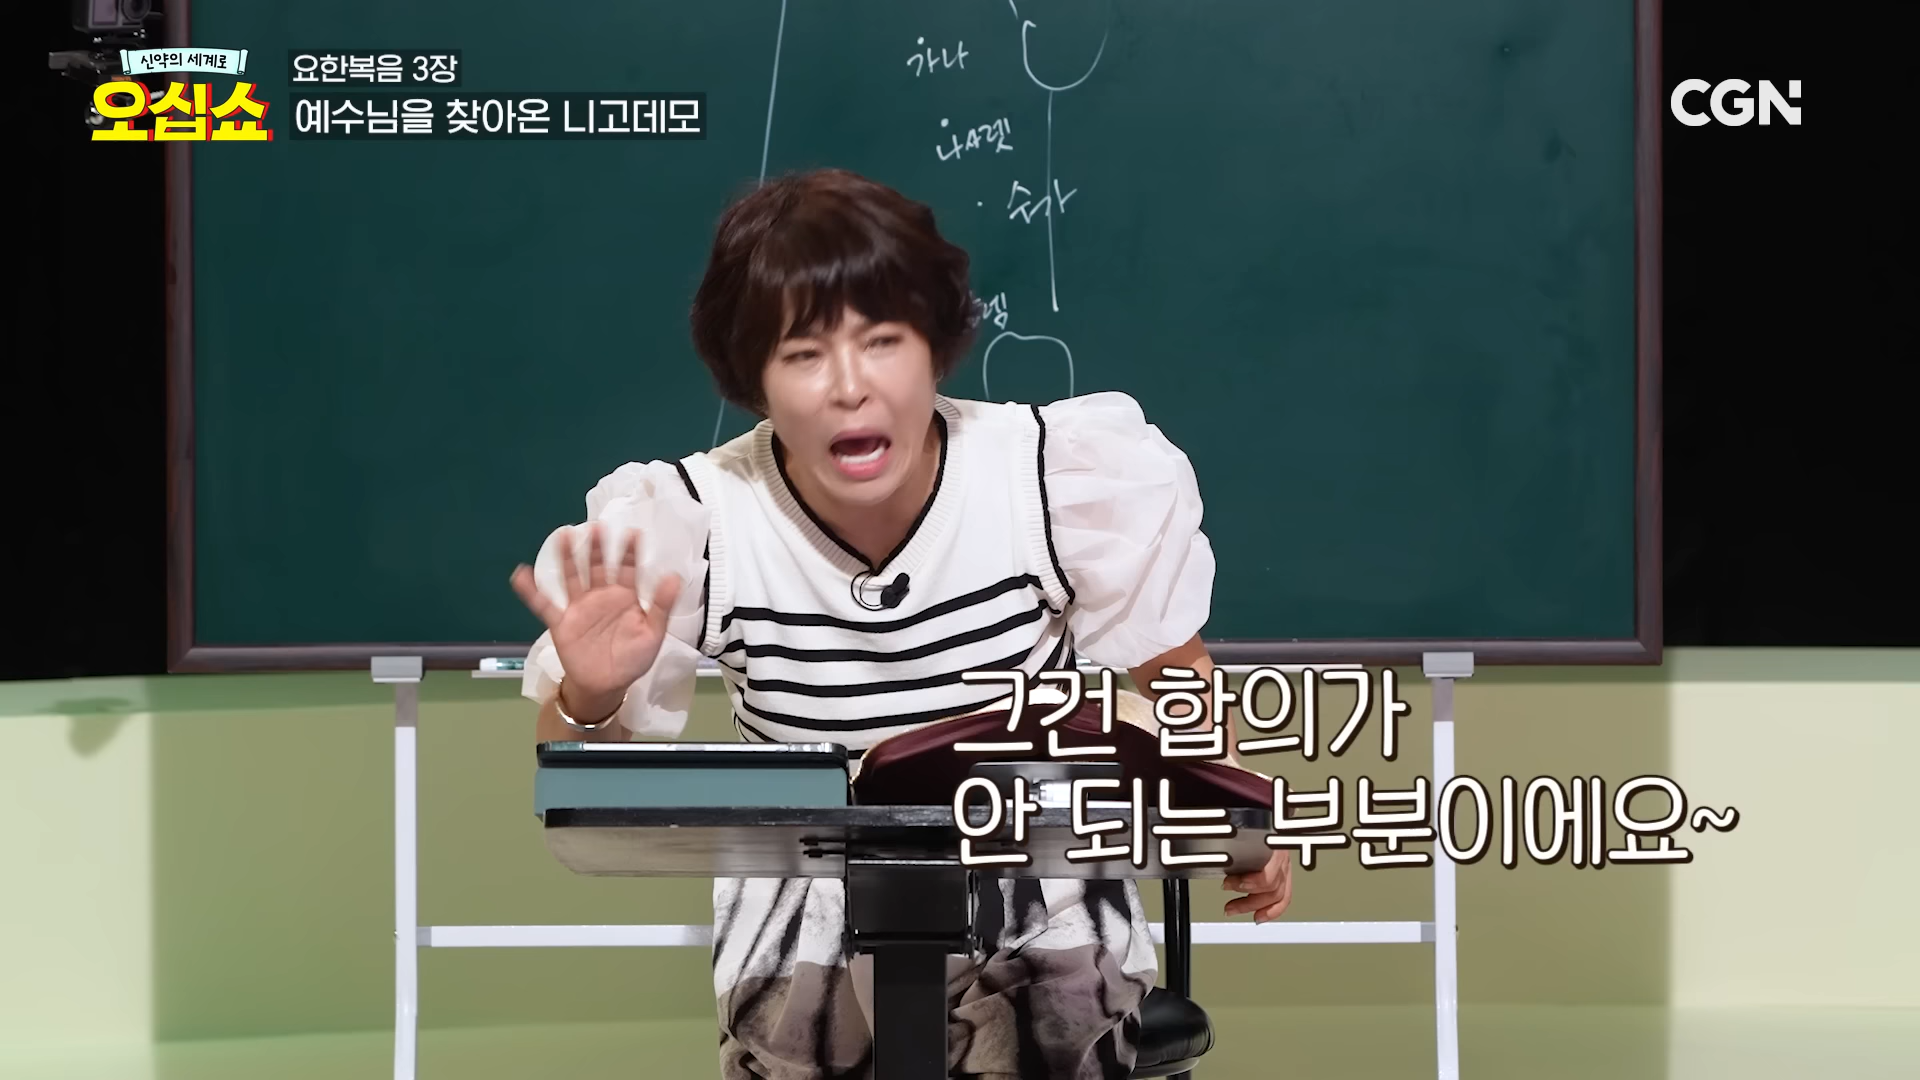 신약의 세계로
오십쇼
요한복음 3장
예수님을 찾아온 니고데모
CGN
가나
나사렛
수가
그건 합의가
안 되는 부분이에요~